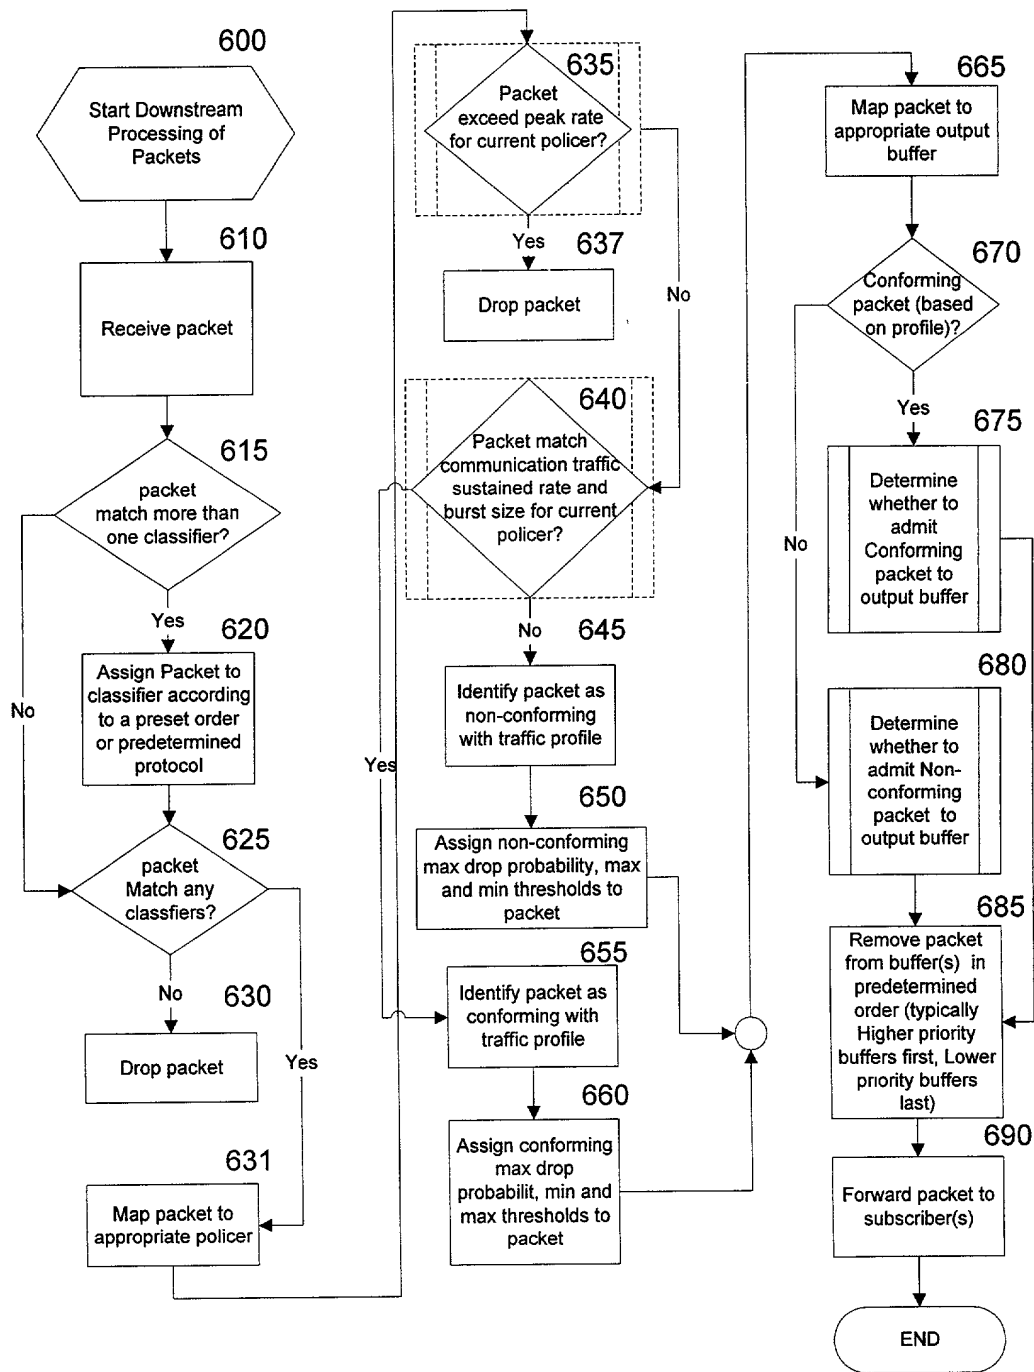 600
Start Downstream
Processing of
Packets
610
Receive packet
615
packet
match more than
one classifier?
Yes
No
620
Assign Packet to
classifier according
to a preset order
or predetermined
protocol
625
packet
Match any
classfiers?
No
Yes
630
Drop packet
631
Map packet to
appropriate policer
635
Packet
exceed peak rate
for current policer?
Yes
No
637
Drop packet
640
Packet match
communication traffic
sustained rate and
burst size for current
policer?
No
Yes
645
Identify packet as
non-conforming
with traffic profile
650
Assign non-conforming
max drop probability, max
and min thresholds to
packet
655
Identify packet as
conforming with
traffic profile
660
Assign conforming
max drop
probabilit, min and
max thresholds to
packet
665
Map packet to
appropriate output
buffer
670
Conforming
packet (based
on profile)?
Yes
No
675
Determine
whether to
admit
Conforming
packet to
output buffer
680
Determine
whether to
admit Non-
conforming
packet to
output buffer
685
Remove packet
from buffer(s) in
predetermined
order (typically
Higher priority
buffers first, Lower
priority buffers
last)
690
Forward packet to
subscriber(s)
END